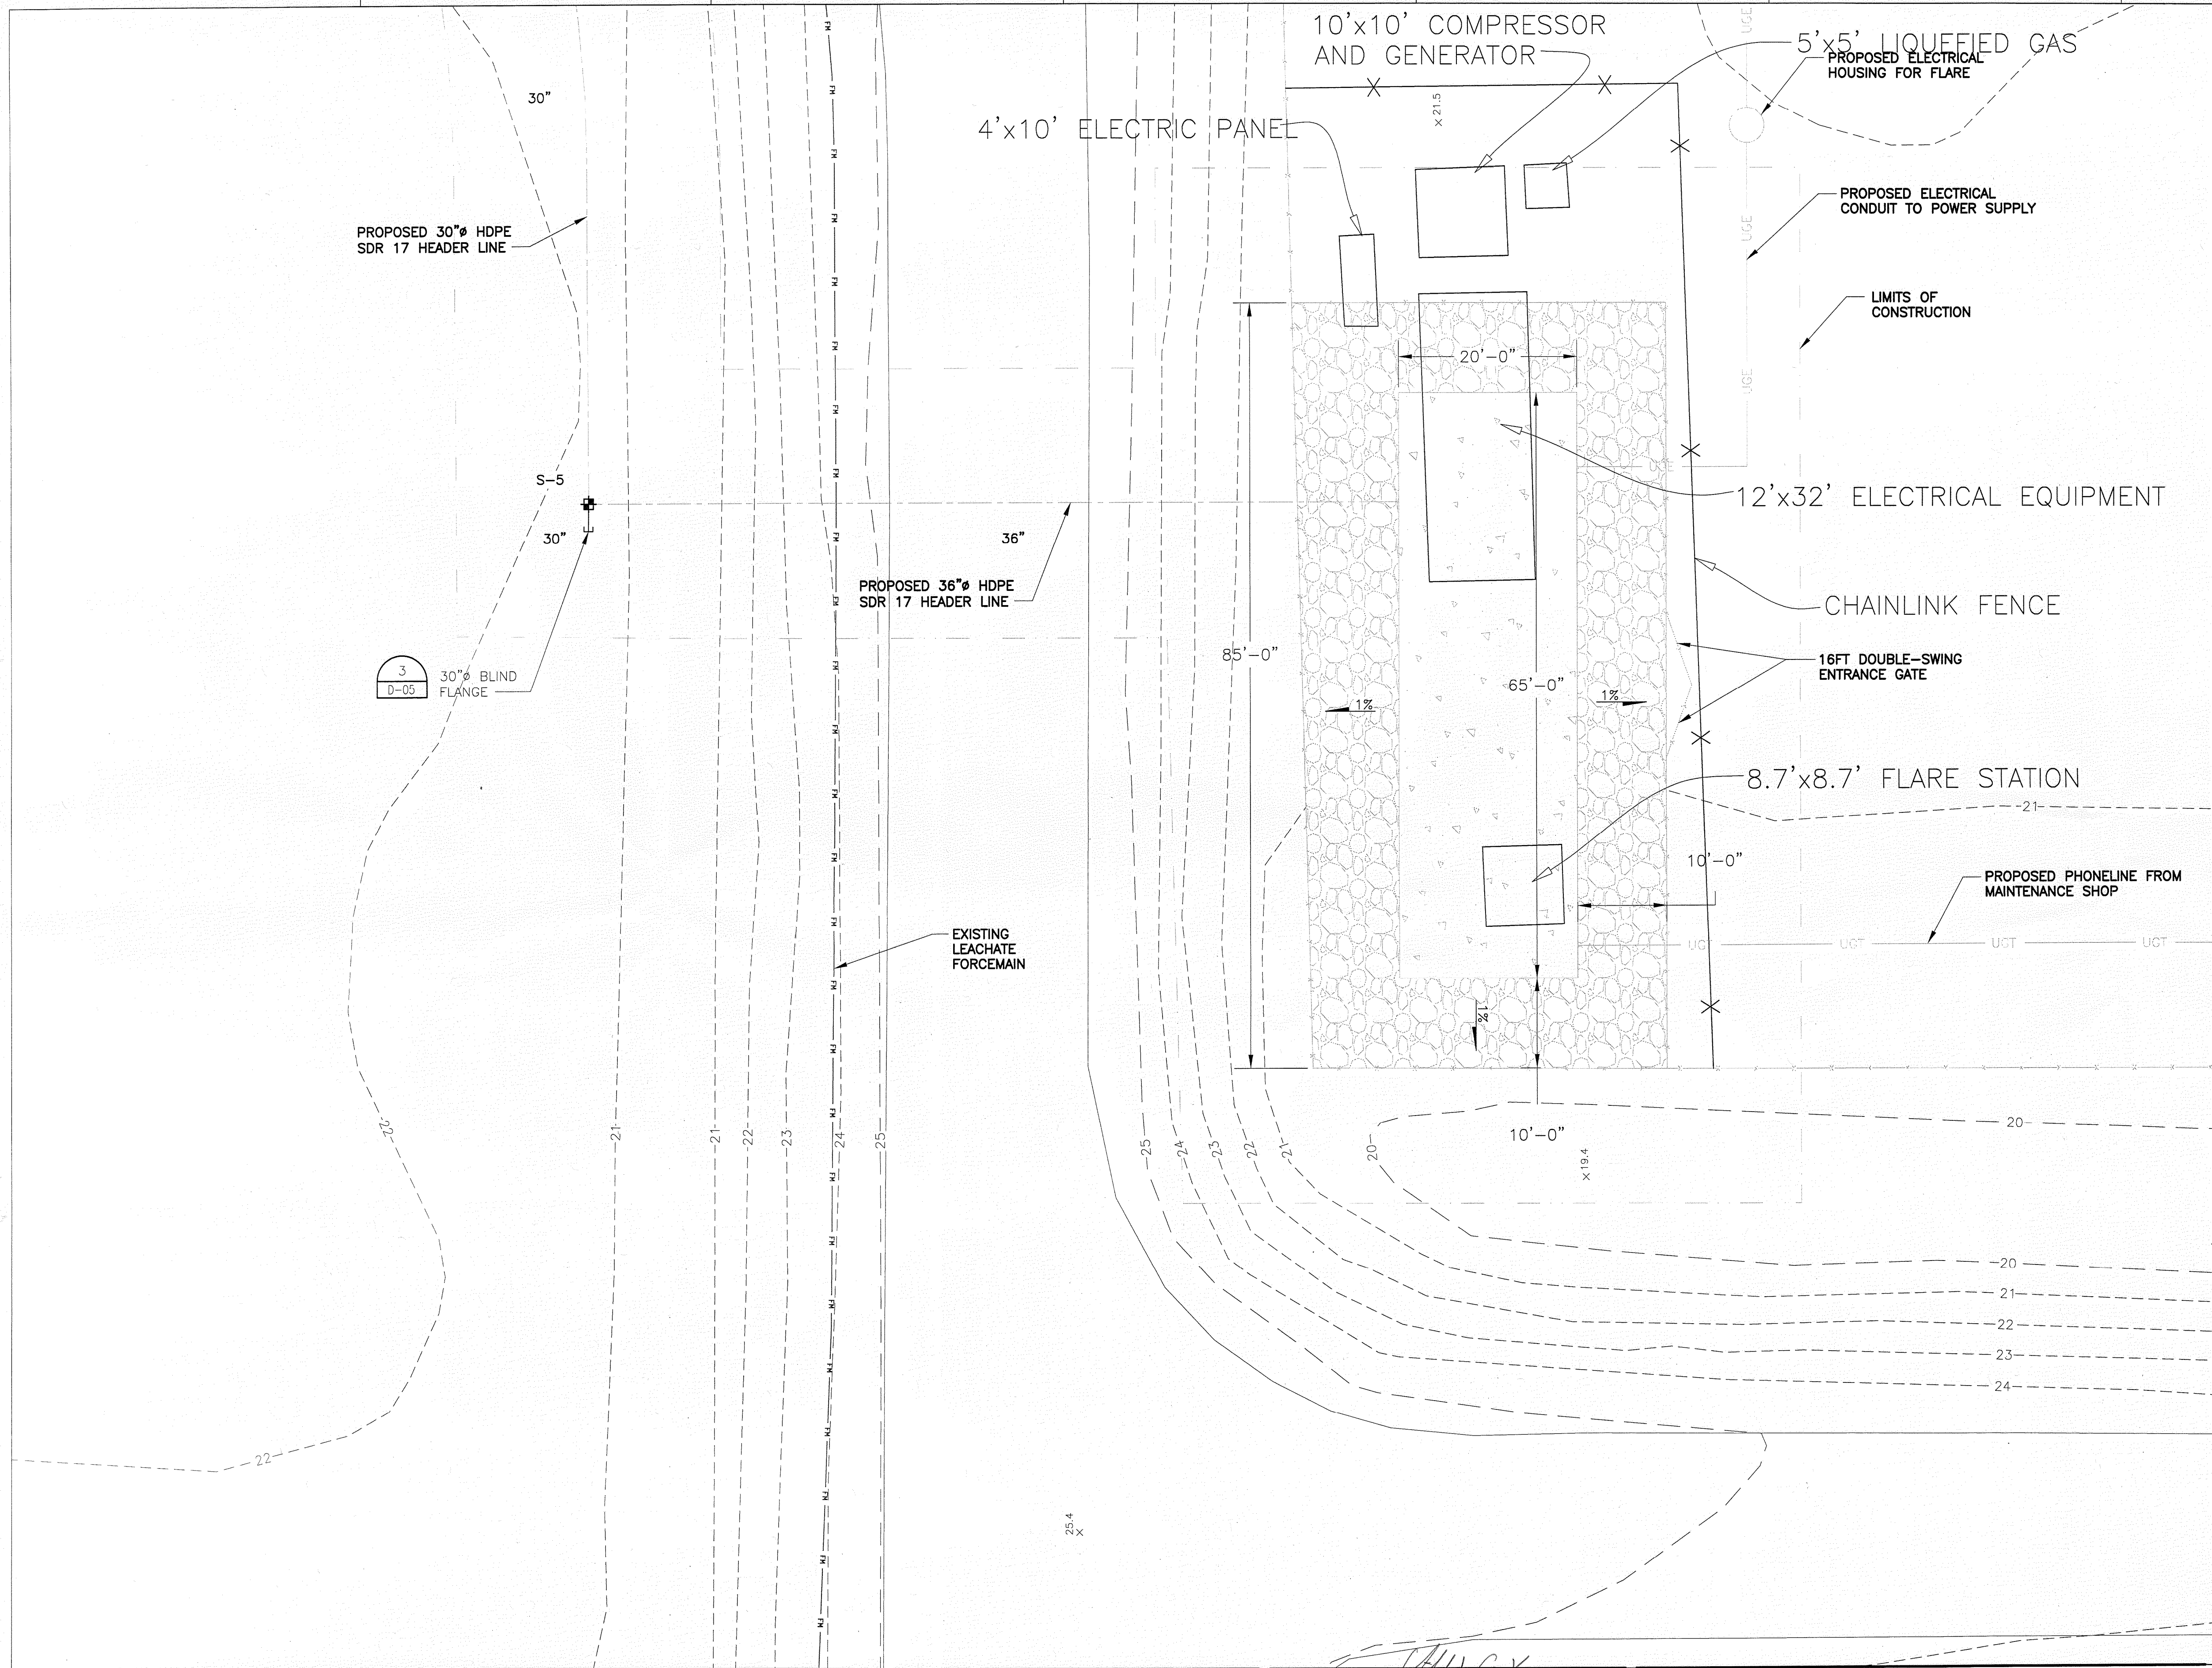 10'x10' COMPRESSOR
AND GENERATOR
5'x5' LIQUEFIED GAS
PROPOSED ELECTRICAL
HOUSING FOR FLARE
UGE
30"
x 21.5
4'x10' ELECTRIC PANEL
PROPOSED 30"ø HDPE
SDR 17 HEADER LINE
PROPOSED ELECTRICAL
CONDUIT TO POWER SUPPLY
UGE
LIMITS OF
CONSTRUCTION
20'-0"
UGE
UGE
S-5
30"
36"
12'x32' ELECTRICAL EQUIPMENT
PROPOSED 36"ø HDPE
SDR 17 HEADER LINE
CHAINLINK FENCE
3
D-05
30"ø BLIND
FLANGE
85'-0"
65'-0"
16FT DOUBLE-SWING
ENTRANCE GATE
1%
1%
8.7'x8.7' FLARE STATION
21
10'-0"
PROPOSED PHONELINE FROM
MAINTENANCE SHOP
EXISTING
LEACHATE
FORCEMAIN
FM
UGT
UGT
UGT
UGT
1%
22
21
21
22
23
24
25
25
24
23
22
21
20
20
10'-0"
x 19.4
20
21
22
23
24
22
25.4
x